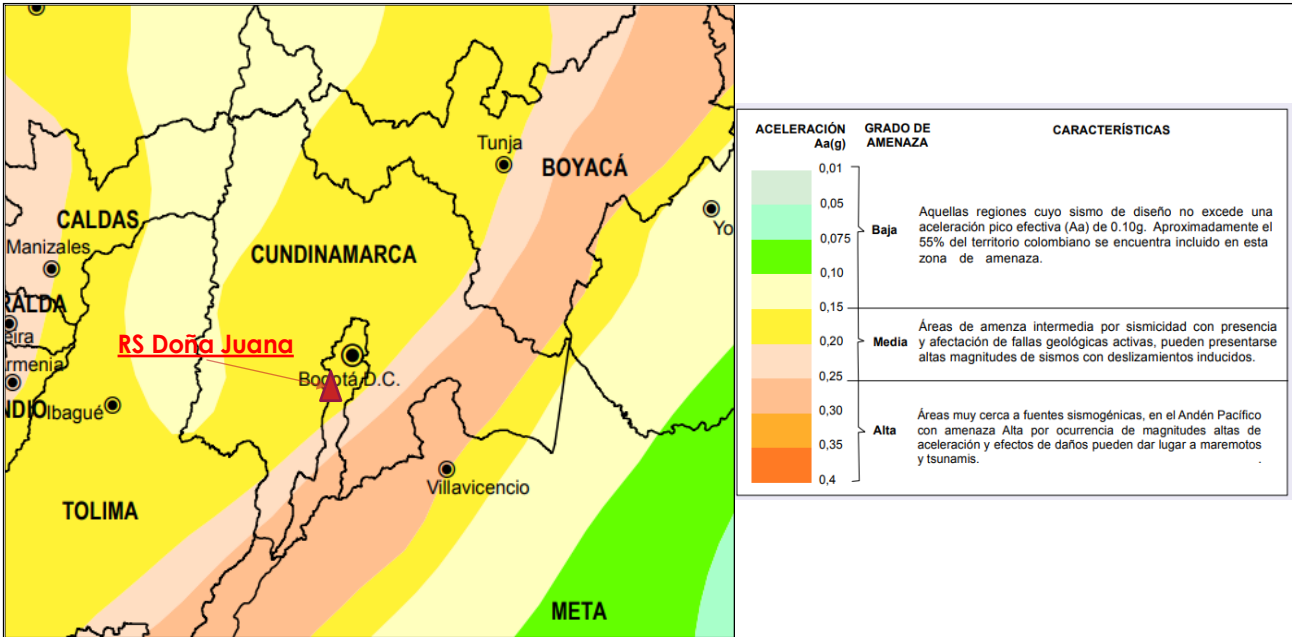 Tunja
BOYACÁ
CALDAS
Yo
Manizales
CUNDINAMARCA
RALDA
eira
RS Doña Juana
rmenia
Bogotá D.C.
NDIO
Ibagué
Villavicencio
TOLIMA
META
ACELERACIÓN
Aa(g)
GRADO DE
AMENAZA
CARACTERÍSTICAS
0,01
0,05
0,075
0,10
0,15
0,20
0,25
0,30
0,35
0,4
Baja
Aquellas regiones cuyo sismo de diseño no excede una
aceleración pico efectiva (Aa) de 0.10g. Aproximadamente el
55% del territorio colombiano se encuentra incluido en esta
zona de amenaza.
Media
Áreas de amenza intermedia por sismicidad con presencia
y afectación de fallas geológicas activas, pueden presentarse
altas magnitudes de sismos con deslizamientos inducidos.
Alta
Áreas muy cerca a fuentes sismogénicas, en el Andén Pacífico
con amenaza Alta por ocurrencia de magnitudes altas de
aceleración y efectos de daños pueden dar lugar a maremotos
y tsunamis.